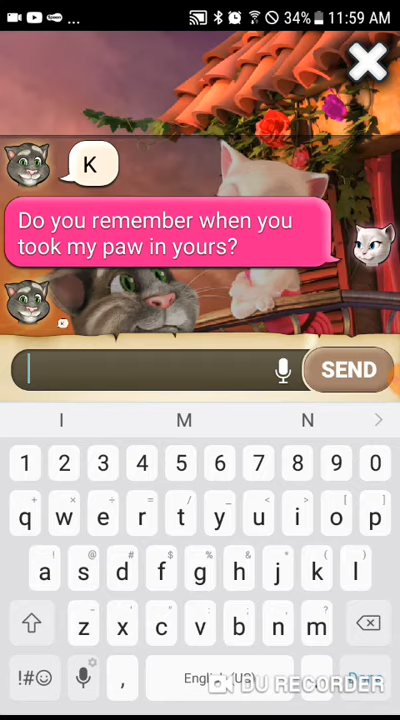 34% 11:59 AM
K
Do you remember when you
took my paw in yours?
SEND
I M N
1 2 3 4 5 6 7 8 9 0
q w e r t y u i o p
a s d f g h j k l
z x c v b n m
!#☺ , English(US) . Done
DU RECORDER